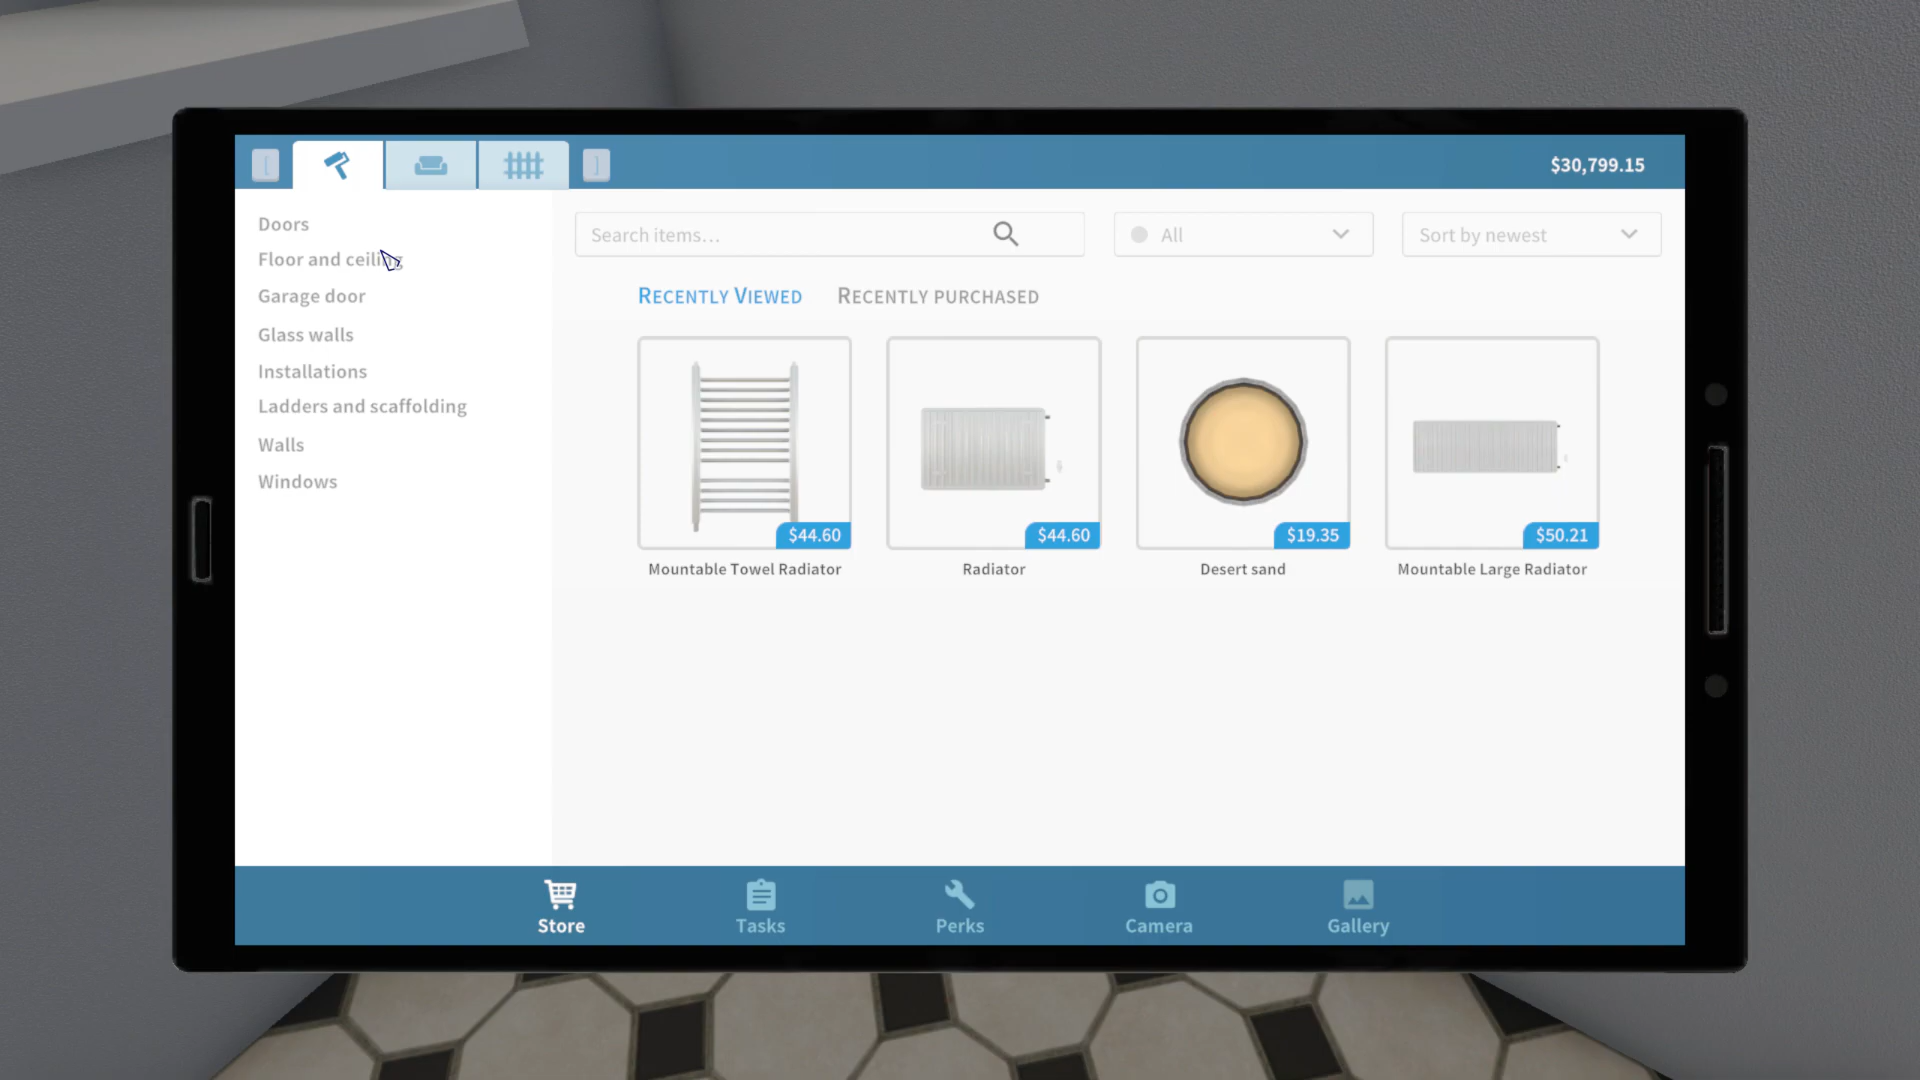 [
]
$30,799.15
Doors
Floor and ceiling
Garage door
Glass walls
Installations
Ladders and scaffolding
Walls
Windows
Search items...
All
Sort by newest
RECENTLY VIEWED
RECENTLY PURCHASED
$44.60
$44.60
$19.35
$50.21
Mountable Towel Radiator
Radiator
Desert sand
Mountable Large Radiator
Store
Tasks
Perks
Camera
Gallery